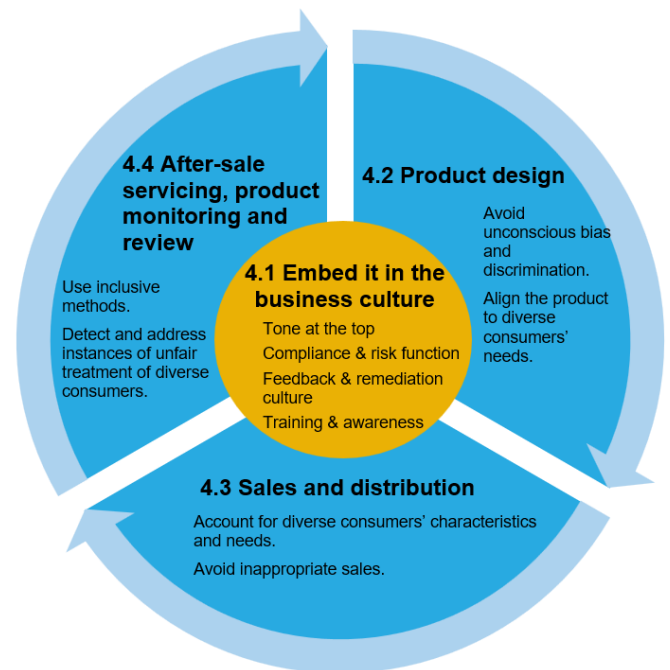 4.1 Embed it in the
business culture
Tone at the top
Compliance & risk function
Feedback & remediation
culture
Training & awareness
4.2 Product design
Avoid
unconscious bias
and
discrimination.
Align the product
to diverse
consumers’
needs.
4.3 Sales and distribution
Account for diverse consumers’ characteristics
and needs.
Avoid inappropriate sales.
4.4 After-sale
servicing, product
monitoring and
review
Use inclusive
methods.
Detect and address
instances of unfair
treatment of diverse
consumers.